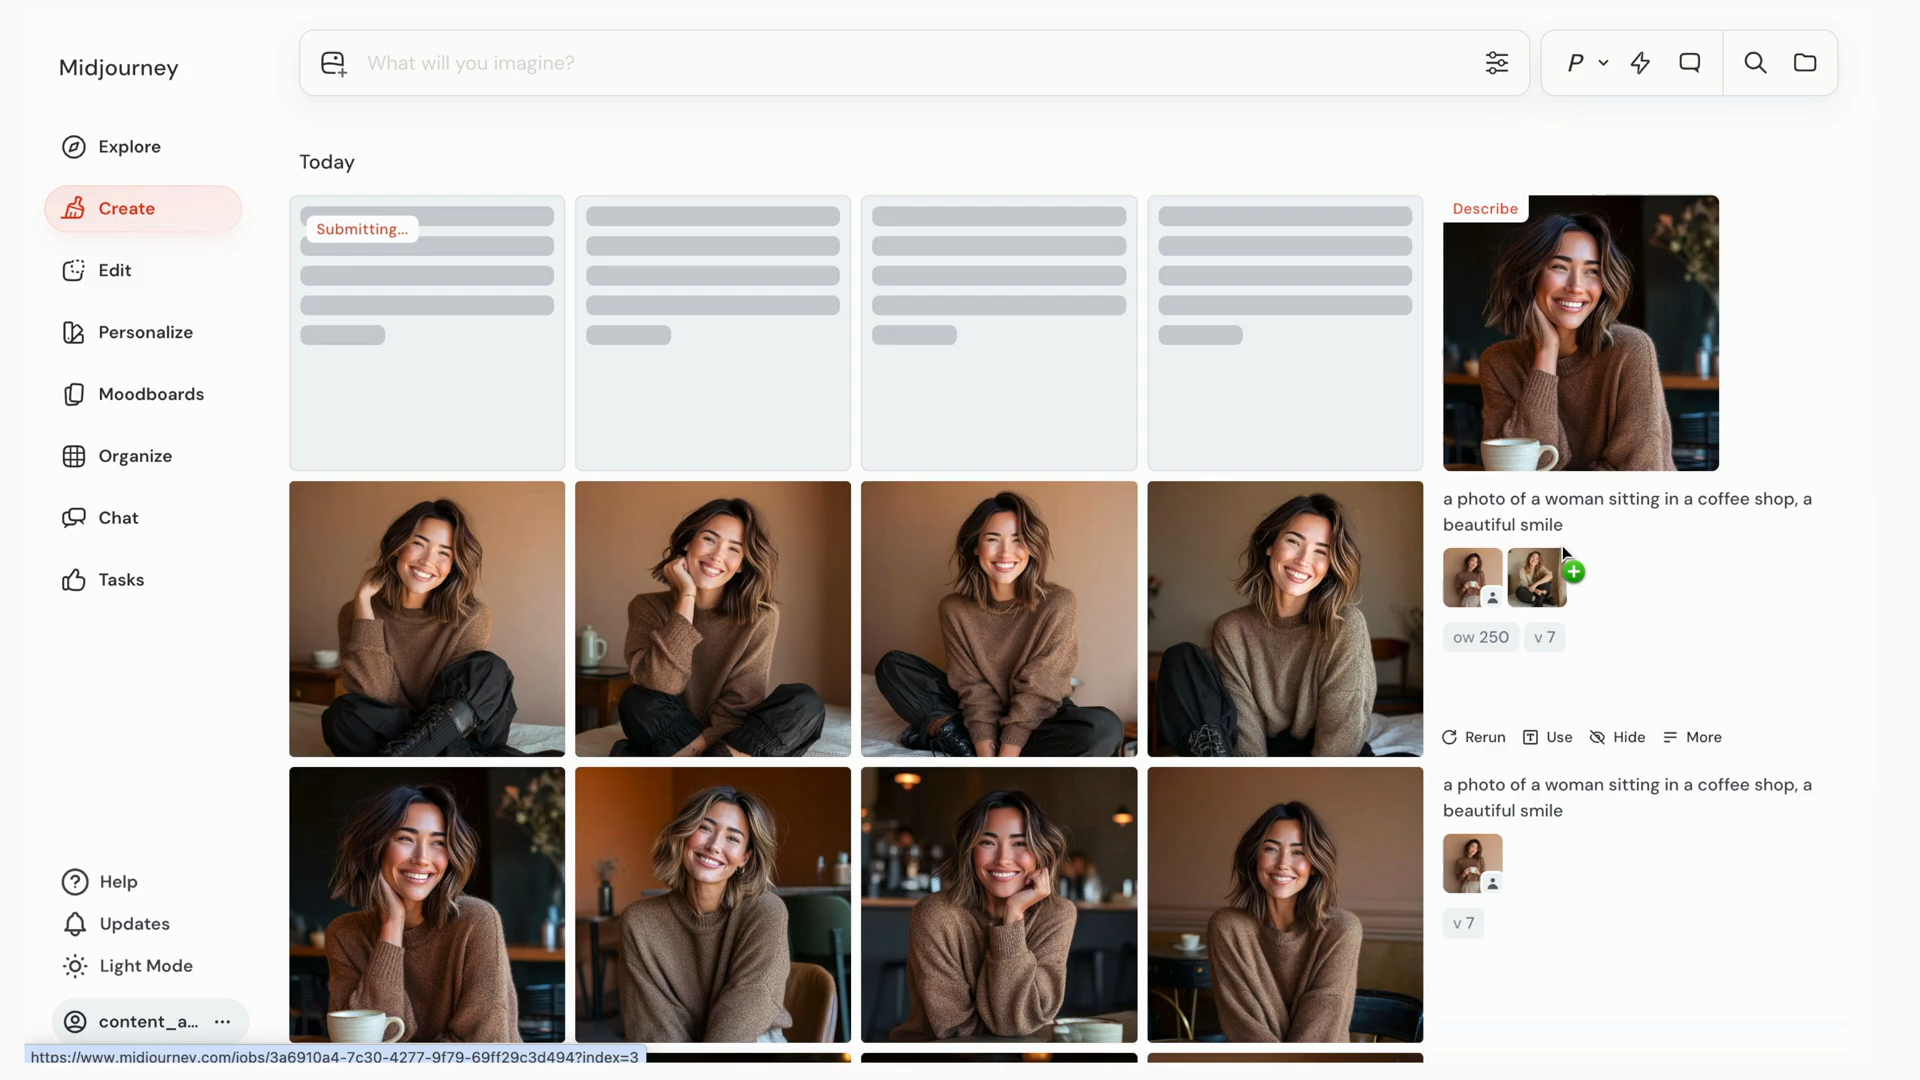 Midjourney
What will you imagine?
P
Explore
Create
Edit
Personalize
Moodboards
Organize
Chat
Tasks
Help
Updates
Light Mode
content_a...
Today
Submitting...
Describe
a photo of a woman sitting in a coffee shop, a
beautiful smile
ow 250 v 7
Rerun Use Hide More
a photo of a woman sitting in a coffee shop, a
beautiful smile
v 7
https://www.midjourney.com/jobs/3a6910a4-7c30-4277-9f79-69ff29c3d494?index=3